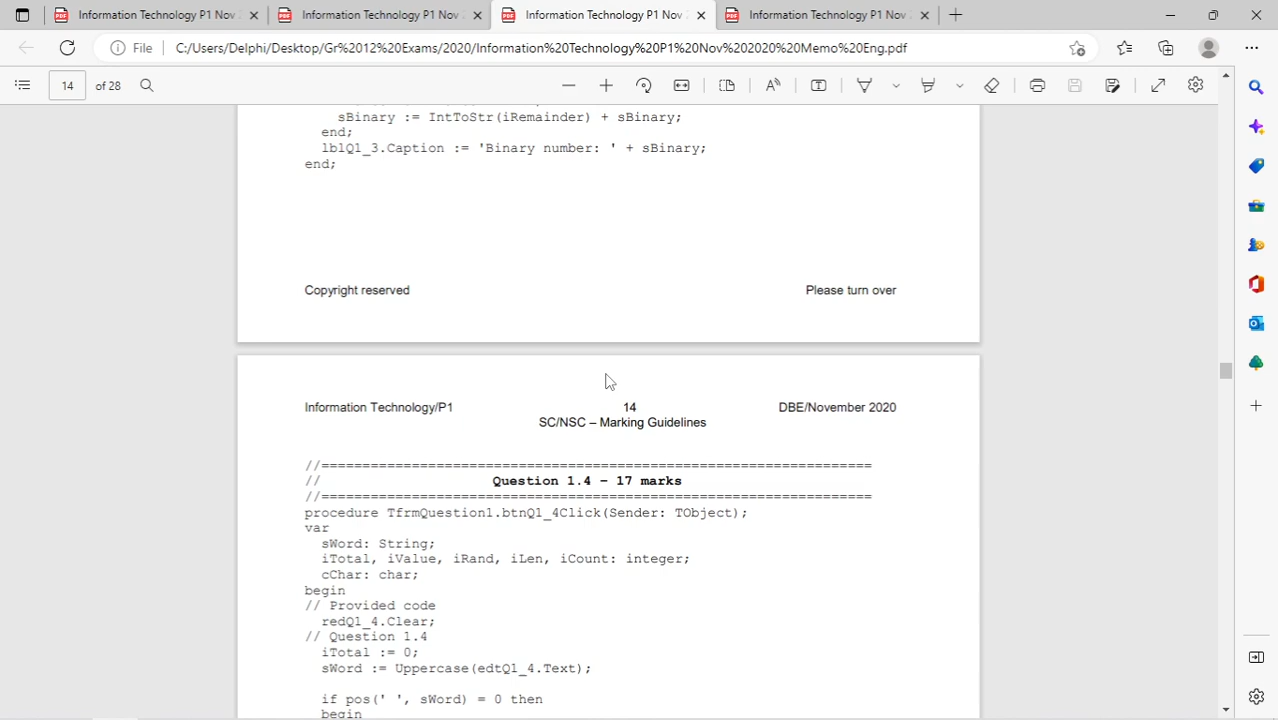 Information Technology P1 Nov
Information Technology P1 Nov
Information Technology P1 Nov
Information Technology P1 Nov
File
C:/Users/Delphi/Desktop/Gr%2012%20Exams/2020/Information%20Technology%20P1%20Nov%202020%20Memo%20Eng.pdf
14 of 28
sBinary := IntToStr(iRemainder) + sBinary;
end;
lblQ1_3.Caption := 'Binary number: ' + sBinary;
end;
Copyright reserved Please turn over
Information Technology/P1 14 DBE/November 2020
SC/NSC – Marking Guidelines
//====================================================================
// Question 1.4 – 17 marks
//====================================================================
procedure TfrmQuestion1.btnQ1_4Click(Sender: TObject);
var
sWord: String;
iTotal, iValue, iRand, iLen, iCount: integer;
cChar: char;
begin
// Provided code
redQ1_4.Clear;
// Question 1.4
iTotal := 0;
sWord := Uppercase(edtQ1_4.Text);
if pos(' ', sWord) = 0 then
begin